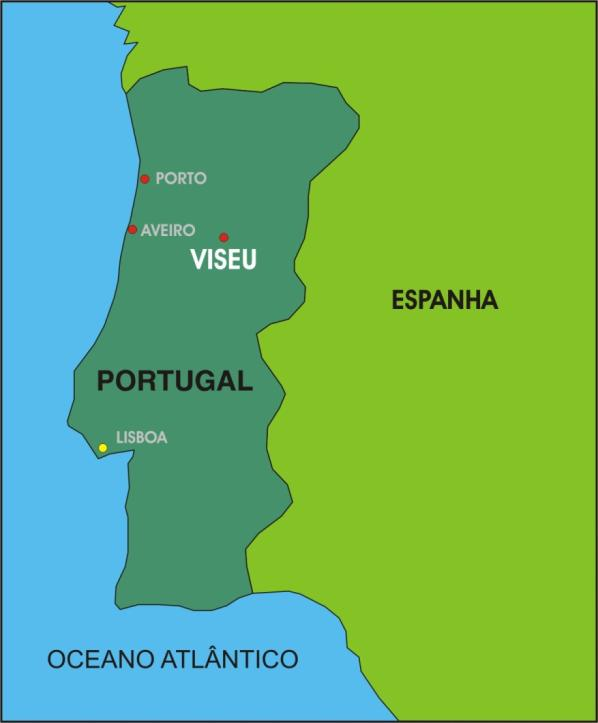 PORTO
AVEIRO
VISEU
ESPANHA
PORTUGAL
LISBOA
OCEANO ATLÂNTICO